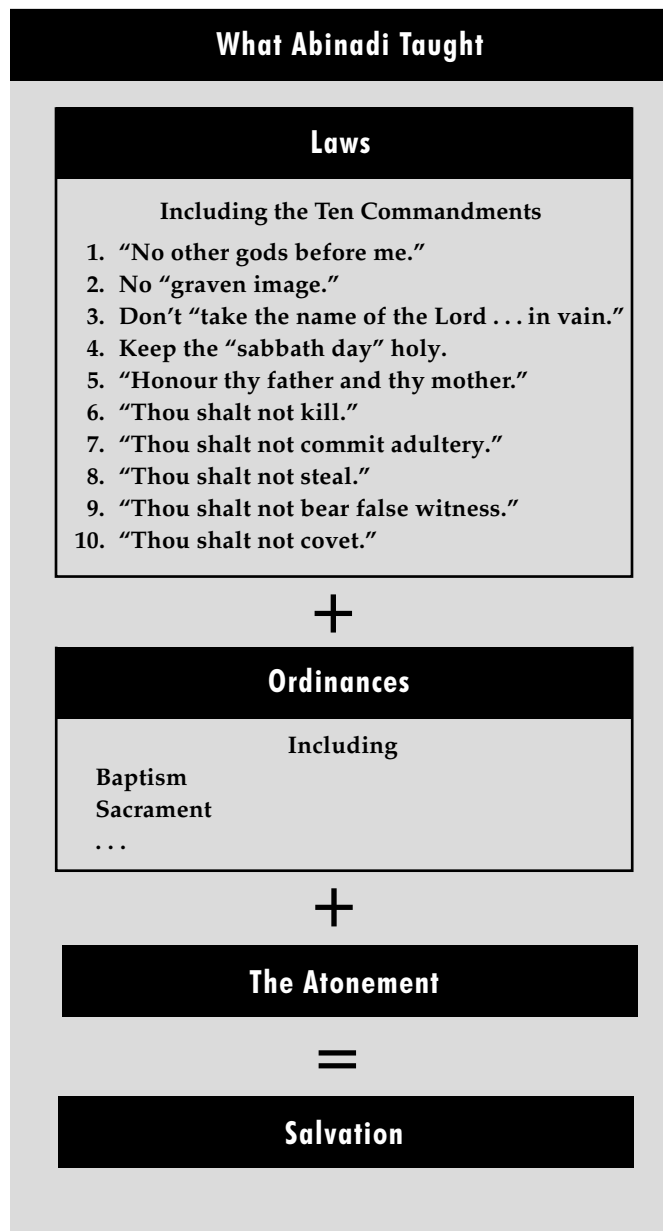 What Abinadi Taught
Laws
Including the Ten Commandments
1. “No other gods before me.”
2. No “graven image.”
3. Don’t “take the name of the Lord . . . in vain.”
4. Keep the “sabbath day” holy.
5. “Honour thy father and thy mother.”
6. “Thou shalt not kill.”
7. “Thou shalt not commit adultery.”
8. “Thou shalt not steal.”
9. “Thou shalt not bear false witness.”
10. “Thou shalt not covet.”
+
Ordinances
Including
Baptism
Sacrament
. . .
+
The Atonement
=
Salvation